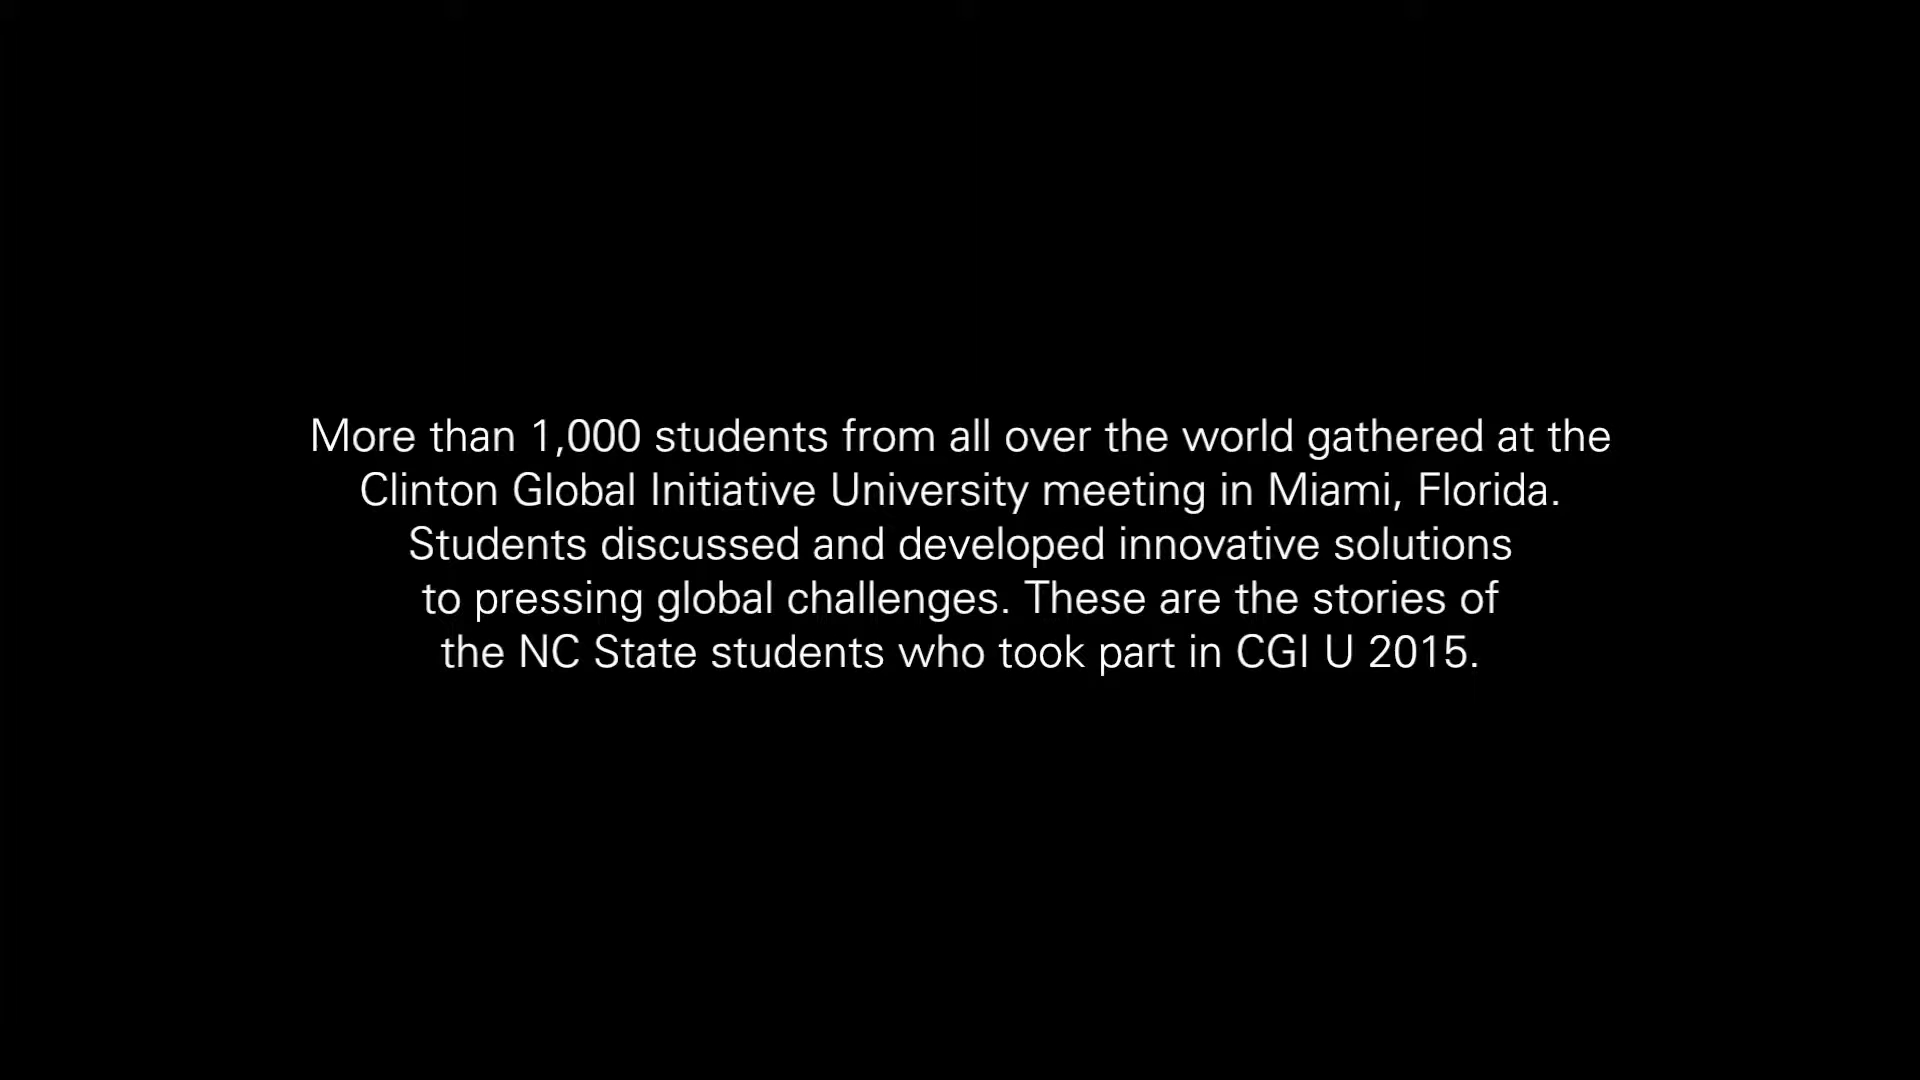 More than 1,000 students from all over the world gathered at the
Clinton Global Initiative University meeting in Miami, Florida.
Students discussed and developed innovative solutions
to pressing global challenges. These are the stories of
the NC State students who took part in CGI U 2015.